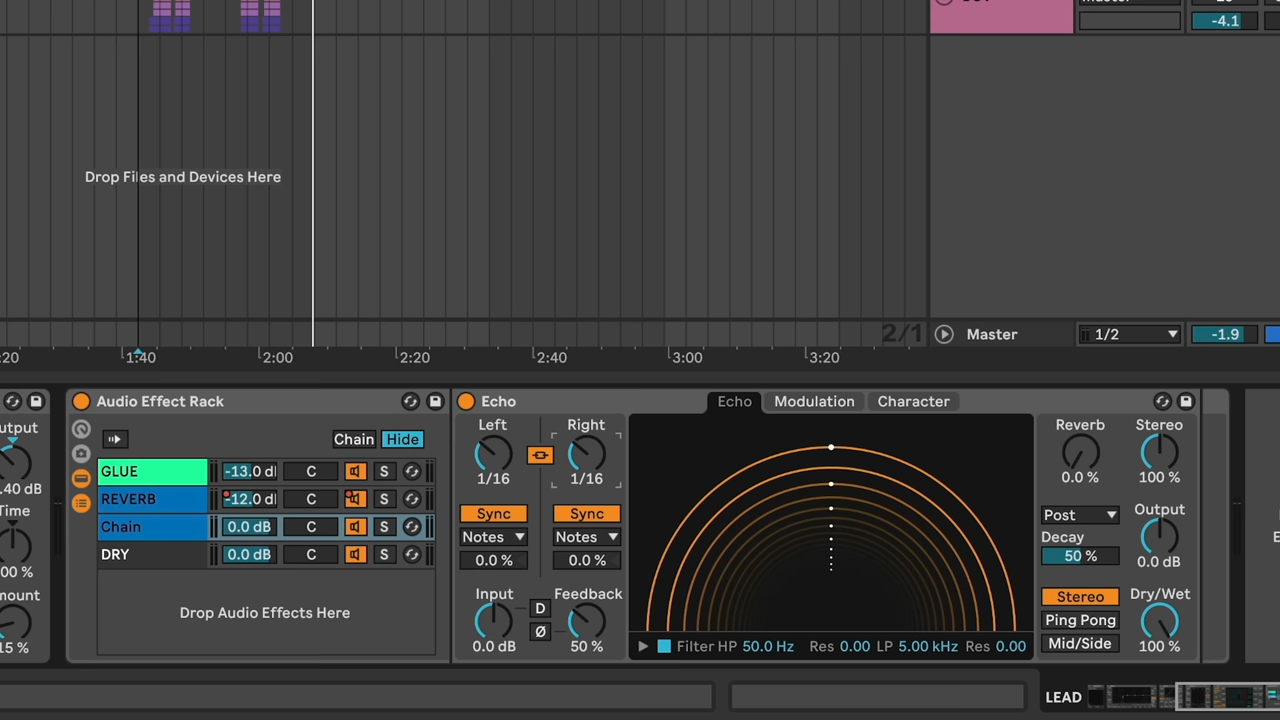 -4.1
Drop Files and Devices Here
2/1
Master
1/2
-1.9
:20
1:40
2:00
2:20
2:40
3:00
3:20
Audio Effect Rack
Echo
Echo
Modulation
Character
Chain
Hide
GLUE
-13.0 d
C
S
REVERB
-12.0 d
C
S
Chain
0.0 dB
C
S
DRY
0.0 dB
C
S
Drop Audio Effects Here
utput
.40 dB
Time
00 %
mount
15 %
Left
Right
1/16
1/16
Sync
Sync
Notes
Notes
0.0 %
0.0 %
Input
D
Feedback
Ø
0.0 dB
50 %
Filter HP 50.0 Hz Res 0.00 LP 5.00 kHz Res 0.00
Reverb
Stereo
0.0 %
100 %
Post
Output
Decay
50 %
0.0 dB
Stereo
Dry/Wet
Ping Pong
Mid/Side
100 %
E
LEAD